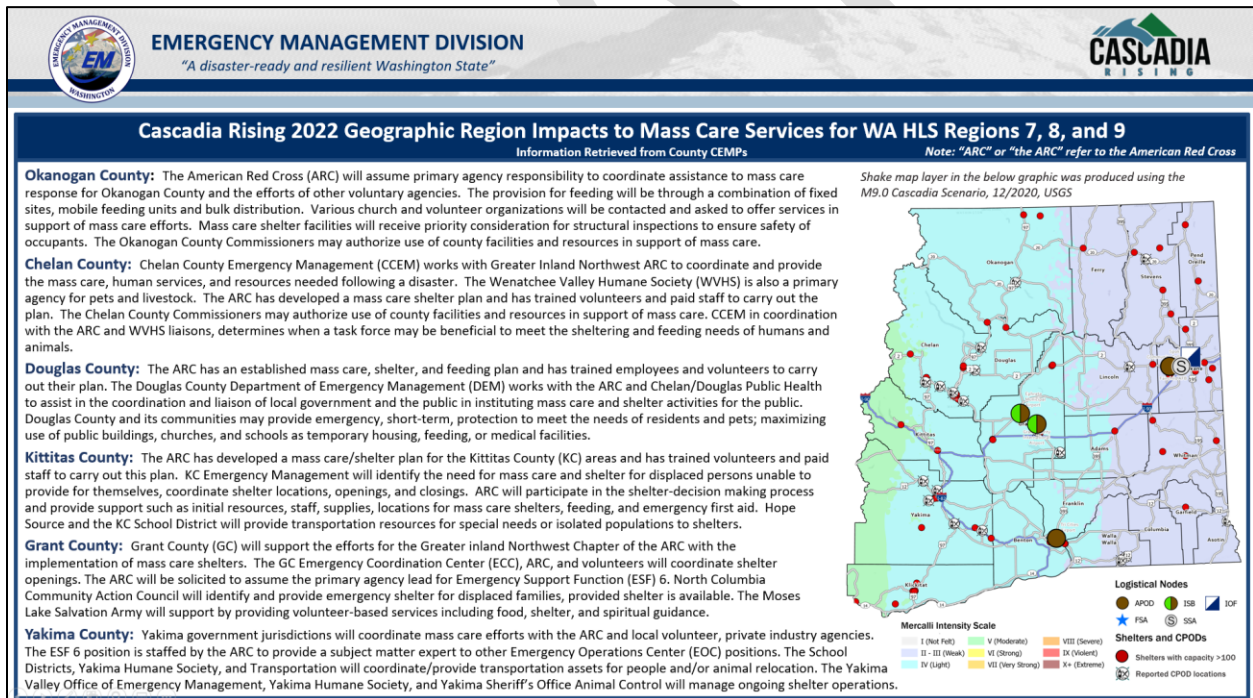 EMERGENCY MANAGEMENT DIVISION
"A disaster-ready and resilient Washington State"
EMERGENCY MANAGEMENT DIVISION
EM
WASHINGTON
CASCADIA
RISING
Cascadia Rising 2022 Geographic Region Impacts to Mass Care Services for WA HLS Regions 7, 8, and 9
Information Retrieved from County CEMPs
Note: "ARC" or "the ARC" refer to the American Red Cross
Okanogan County: The American Red Cross (ARC) will assume primary agency responsibility to coordinate assistance to mass care
response for Okanogan County and the efforts of other voluntary agencies. The provision for feeding will be through a combination of fixed
sites, mobile feeding units and bulk distribution. Various church and volunteer organizations will be contacted and asked to offer services in
support of mass care efforts. Mass care shelter facilities will receive priority consideration for structural inspections to ensure safety of
occupants. The Okanogan County Commissioners may authorize use of county facilities and resources in support of mass care.
Chelan County: Chelan County Emergency Management (CCEM) works with Greater Inland Northwest ARC to coordinate and provide
the mass care, human services, and resources needed following a disaster. The Wenatchee Valley Humane Society (WVHS) is also a primary
agency for pets and livestock. The ARC has developed a mass care shelter plan and has trained volunteers and paid staff to carry out the
plan. The Chelan County Commissioners may authorize use of county facilities and resources in support of mass care. CCEM in coordination
with the ARC and WVHS liaisons, determines when a task force may be beneficial to meet the sheltering and feeding needs of humans and
animals.
Douglas County: The ARC has an established mass care, shelter, and feeding plan and has trained employees and volunteers to carry
out their plan. The Douglas County Department of Emergency Management (DEM) works with the ARC and Chelan/Douglas Public Health
to assist in the coordination and liaison of local government and the public in instituting mass care and shelter activities for the public.
Douglas County and its communities may provide emergency, short-term, protection to meet the needs of residents and pets; maximizing
use of public buildings, churches, and schools as temporary housing, feeding, or medical facilities.
Kittitas County: The ARC has developed a mass care/shelter plan for the Kittitas County (KC) areas and has trained volunteers and paid
staff to carry out this plan. KC Emergency Management will identify the need for mass care and shelter for displaced persons unable to
provide for themselves, coordinate shelter locations, openings, and closings. ARC will participate in the shelter-decision making process
and provide support such as initial resources, staff, supplies, locations for mass care shelters, feeding, and emergency first aid. Hope
Source and the KC School District will provide transportation resources for special needs or isolated populations to shelters.
Grant County: Grant County (GC) will support the efforts for the Greater inland Northwest Chapter of the ARC with the
implementation of mass care shelters. The GC Emergency Coordination Center (ECC), ARC, and volunteers will coordinate shelter
openings. The ARC will be solicited to assume the primary agency lead for Emergency Support Function (ESF) 6. North Columbia
Community Action Council will identify and provide emergency shelter for displaced families, provided shelter is available. The Moses
Lake Salvation Army will support by providing volunteer-based services including food, shelter, and spiritual guidance.
Yakima County: Yakima government jurisdictions will coordinate mass care efforts with the ARC and local volunteer, private industry agencies.
The ESF 6 position is staffed by the ARC to provide a subject matter expert to other Emergency Operations Center (EOC) positions. The School
Districts, Yakima Humane Society, and Transportation will coordinate/provide transportation assets for people and/or animal relocation. The Yakima
Valley Office of Emergency Management, Yakima Humane Society, and Yakima Sheriff's Office Animal Control will manage ongoing shelter operations.
Shake map layer in the below graphic was produced using the
M9.0 Cascadia Scenario, 12/2020, USGS
Okanogan
Ferry
Stevens
Pend
Oreille
Chelan
Douglas
Lincoln
Kittitas
Adams
Whitman
Yakima
Franklin
Garfield
Benton
Walla
Walla
Columbia
Asotin
Klickitat
Logistical Nodes
APOD
ISB
IOF
FSA
S SSA
Shelters and CPODs
Shelters with capacity >100
Reported CPOD locations
Mercalli Intensity Scale
I (Not Felt)
II - III (Weak)
IV (Light)
V (Moderate)
VI (Strong)
VII (Very Strong)
VIII (Severe)
IX (Violent)
X+ (Extreme)